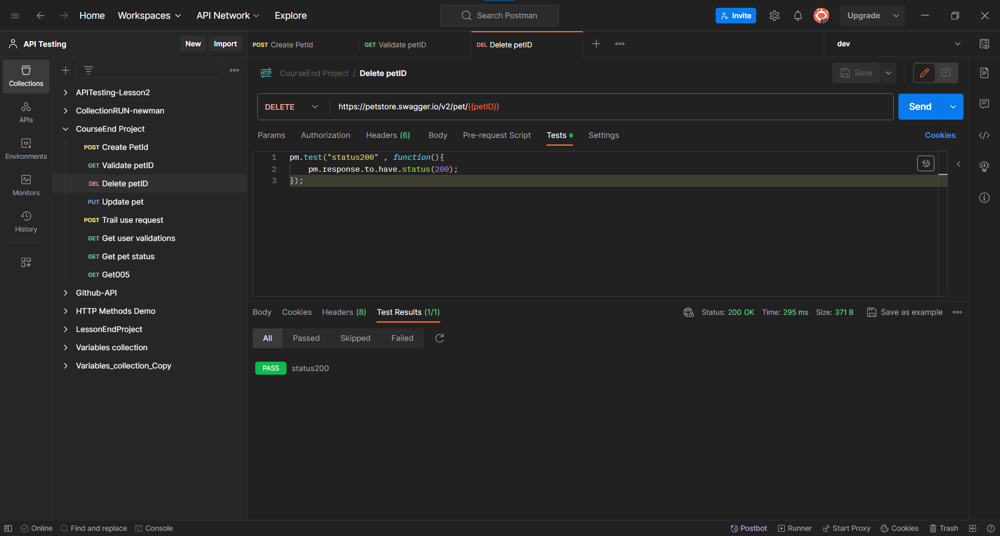 Home Workspaces API Network Explore Search Postman Invite Upgrade
API Testing New Import POST Create PetId GET Validate petID DEL Delete petID dev
Collections
APIs
Environments
Monitors
History
APITesting-Lesson2
CollectionRUN-newman
CourseEnd Project
POST Create PetId
GET Validate petID
DEL Delete petID
PUT Update pet
POST Trail use request
GET Get user validations
GET Get pet status
GET Get005
Github-API
HTTP Methods Demo
LessonEndProject
Variables collection
Variables_collection_Copy
HTTP CourseEnd Project / Delete petID Save
DELETE https://petstore.swagger.io/v2/pet/{{petID}} Send
Params Authorization Headers (6) Body Pre-request Script Tests Settings Cookies
1 pm.test("status200" , function(){
2 pm.response.to.have.status(200);
3 });
Body Cookies Headers (8) Test Results (1/1) Status: 200 OK Time: 295 ms Size: 371 B Save as example
All Passed Skipped Failed
PASS status200
Online Find and replace Console Postbot Runner Start Proxy Cookies Trash